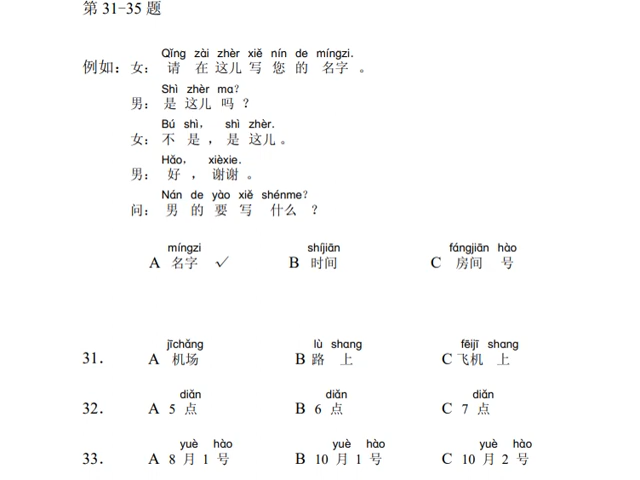 第 31-35 题
Qǐng zài zhèr xiě nín de míngzi.
例如：女： 请 在 这儿 写 您 的 名字 。
Shì zhèr ma?
男： 是 这儿 吗 ？
Bú shì, shì zhèr.
女： 不 是 ， 是 这儿 。
Hǎo, xièxie.
男： 好 ， 谢谢 。
Nán de yào xiě shénme?
问： 男 的 要 写 什么 ？
míngzi shíjiān fángjiān hào
A 名字 ✓ B 时间 C 房间 号
jīchǎng lù shang fēijī shang
31. A 机场 B 路 上 C 飞机 上
diǎn diǎn diǎn
32. A 5 点 B 6 点 C 7 点
yuè hào yuè hào yuè hào
33. A 8 月 1 号 B 10 月 1 号 C 10 月 2 号